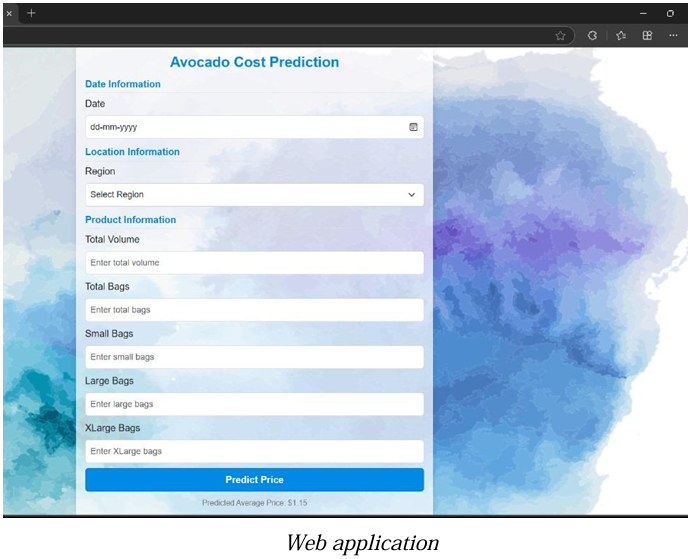 Avocado Cost Prediction
Date Information
Date
dd-mm-yyyy
Location Information
Region
Select Region
Product Information
Total Volume
Enter total volume
Total Bags
Enter total bags
Small Bags
Enter small bags
Large Bags
Enter large bags
XLarge Bags
Enter XLarge bags
Predict Price
Predicted Average Price: $1.15
Web application